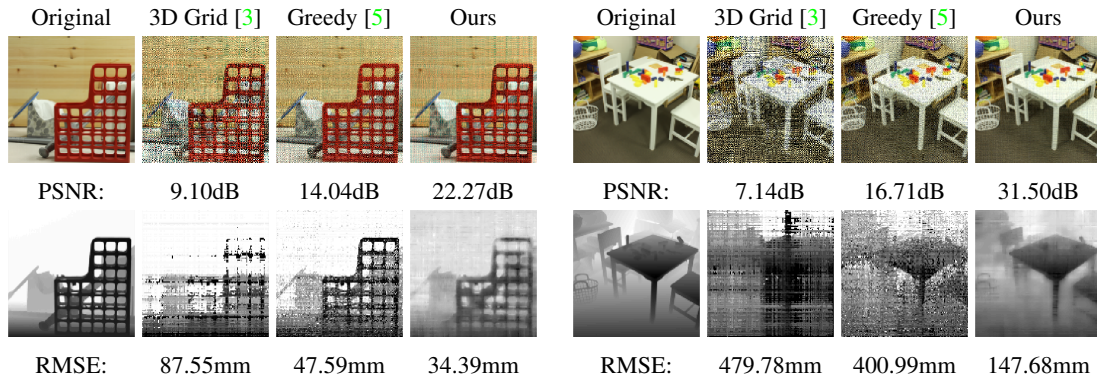 Original 3D Grid [3] Greedy [5] Ours Original 3D Grid [3] Greedy [5] Ours
PSNR: 9.10dB 14.04dB 22.27dB PSNR: 7.14dB 16.71dB 31.50dB
RMSE: 87.55mm 47.59mm 34.39mm RMSE: 479.78mm 400.99mm 147.68mm